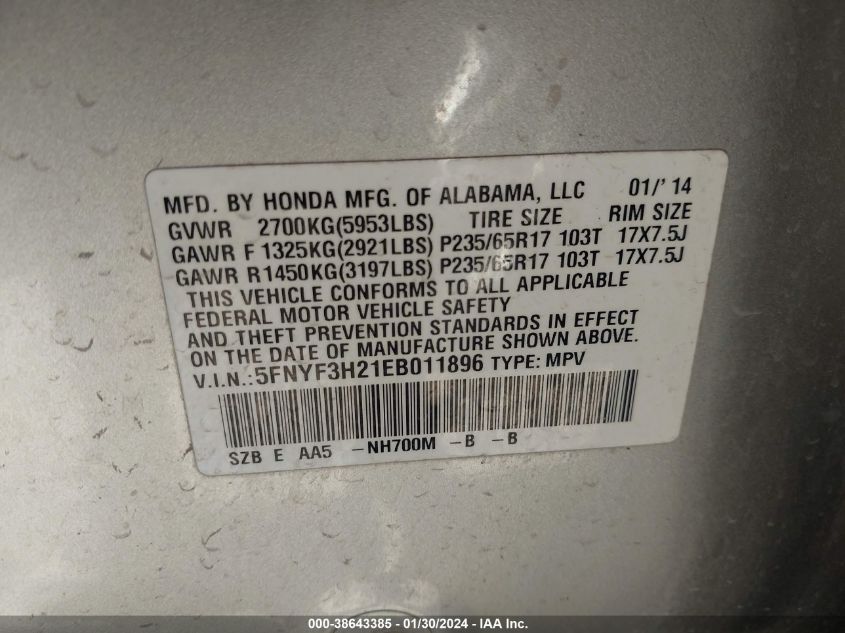 MFD. BY HONDA MFG. OF ALABAMA, LLC 01/'14
GVWR 2700KG(5953LBS) TIRE SIZE RIM SIZE
GAWR F 1325KG(2921LBS) P235/65R17 103T 17X7.5J
GAWR R1450KG(3197LBS) P235/65R17 103T 17X7.5J
THIS VEHICLE CONFORMS TO ALL APPLICABLE
FEDERAL MOTOR VEHICLE SAFETY
AND THEFT PREVENTION STANDARDS IN EFFECT
ON THE DATE OF MANUFACTURE SHOWN ABOVE.
V.I.N.:5FNYF3H21EB011896 TYPE: MPV
SZB E AA5 -NH700M -B -B
000-38643385 - 01/30/2024 - IAA Inc.